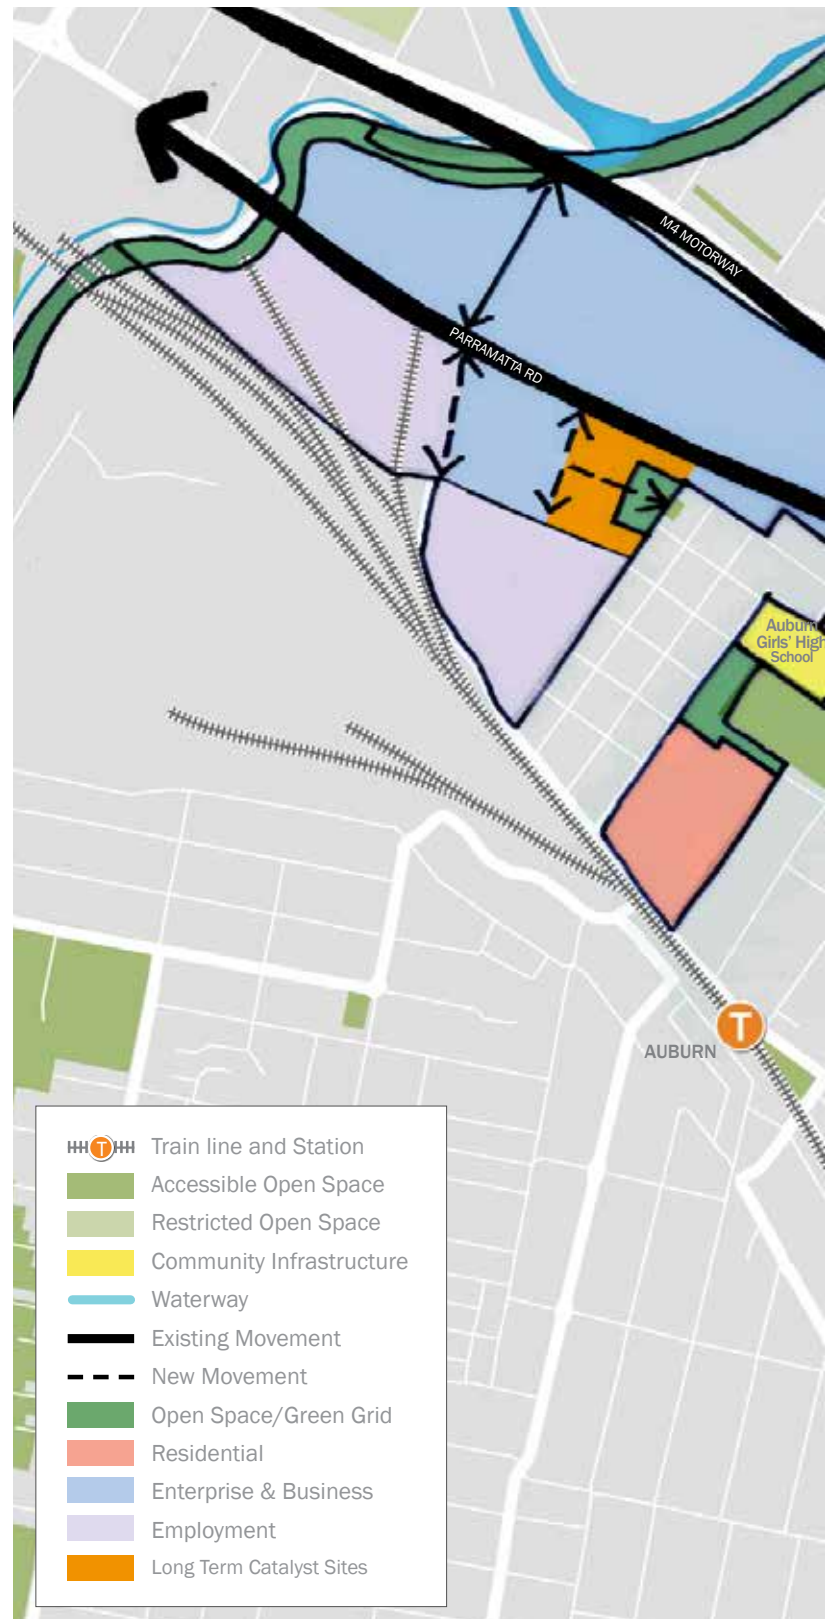 M4 MOTORWAY
PARRAMATTA RD
Auburn
Girls' High
School
T
AUBURN
T
Train line and Station
Accessible Open Space
Restricted Open Space
Community Infrastructure
Waterway
Existing Movement
New Movement
Open Space/Green Grid
Residential
Enterprise & Business
Employment
Long Term Catalyst Sites